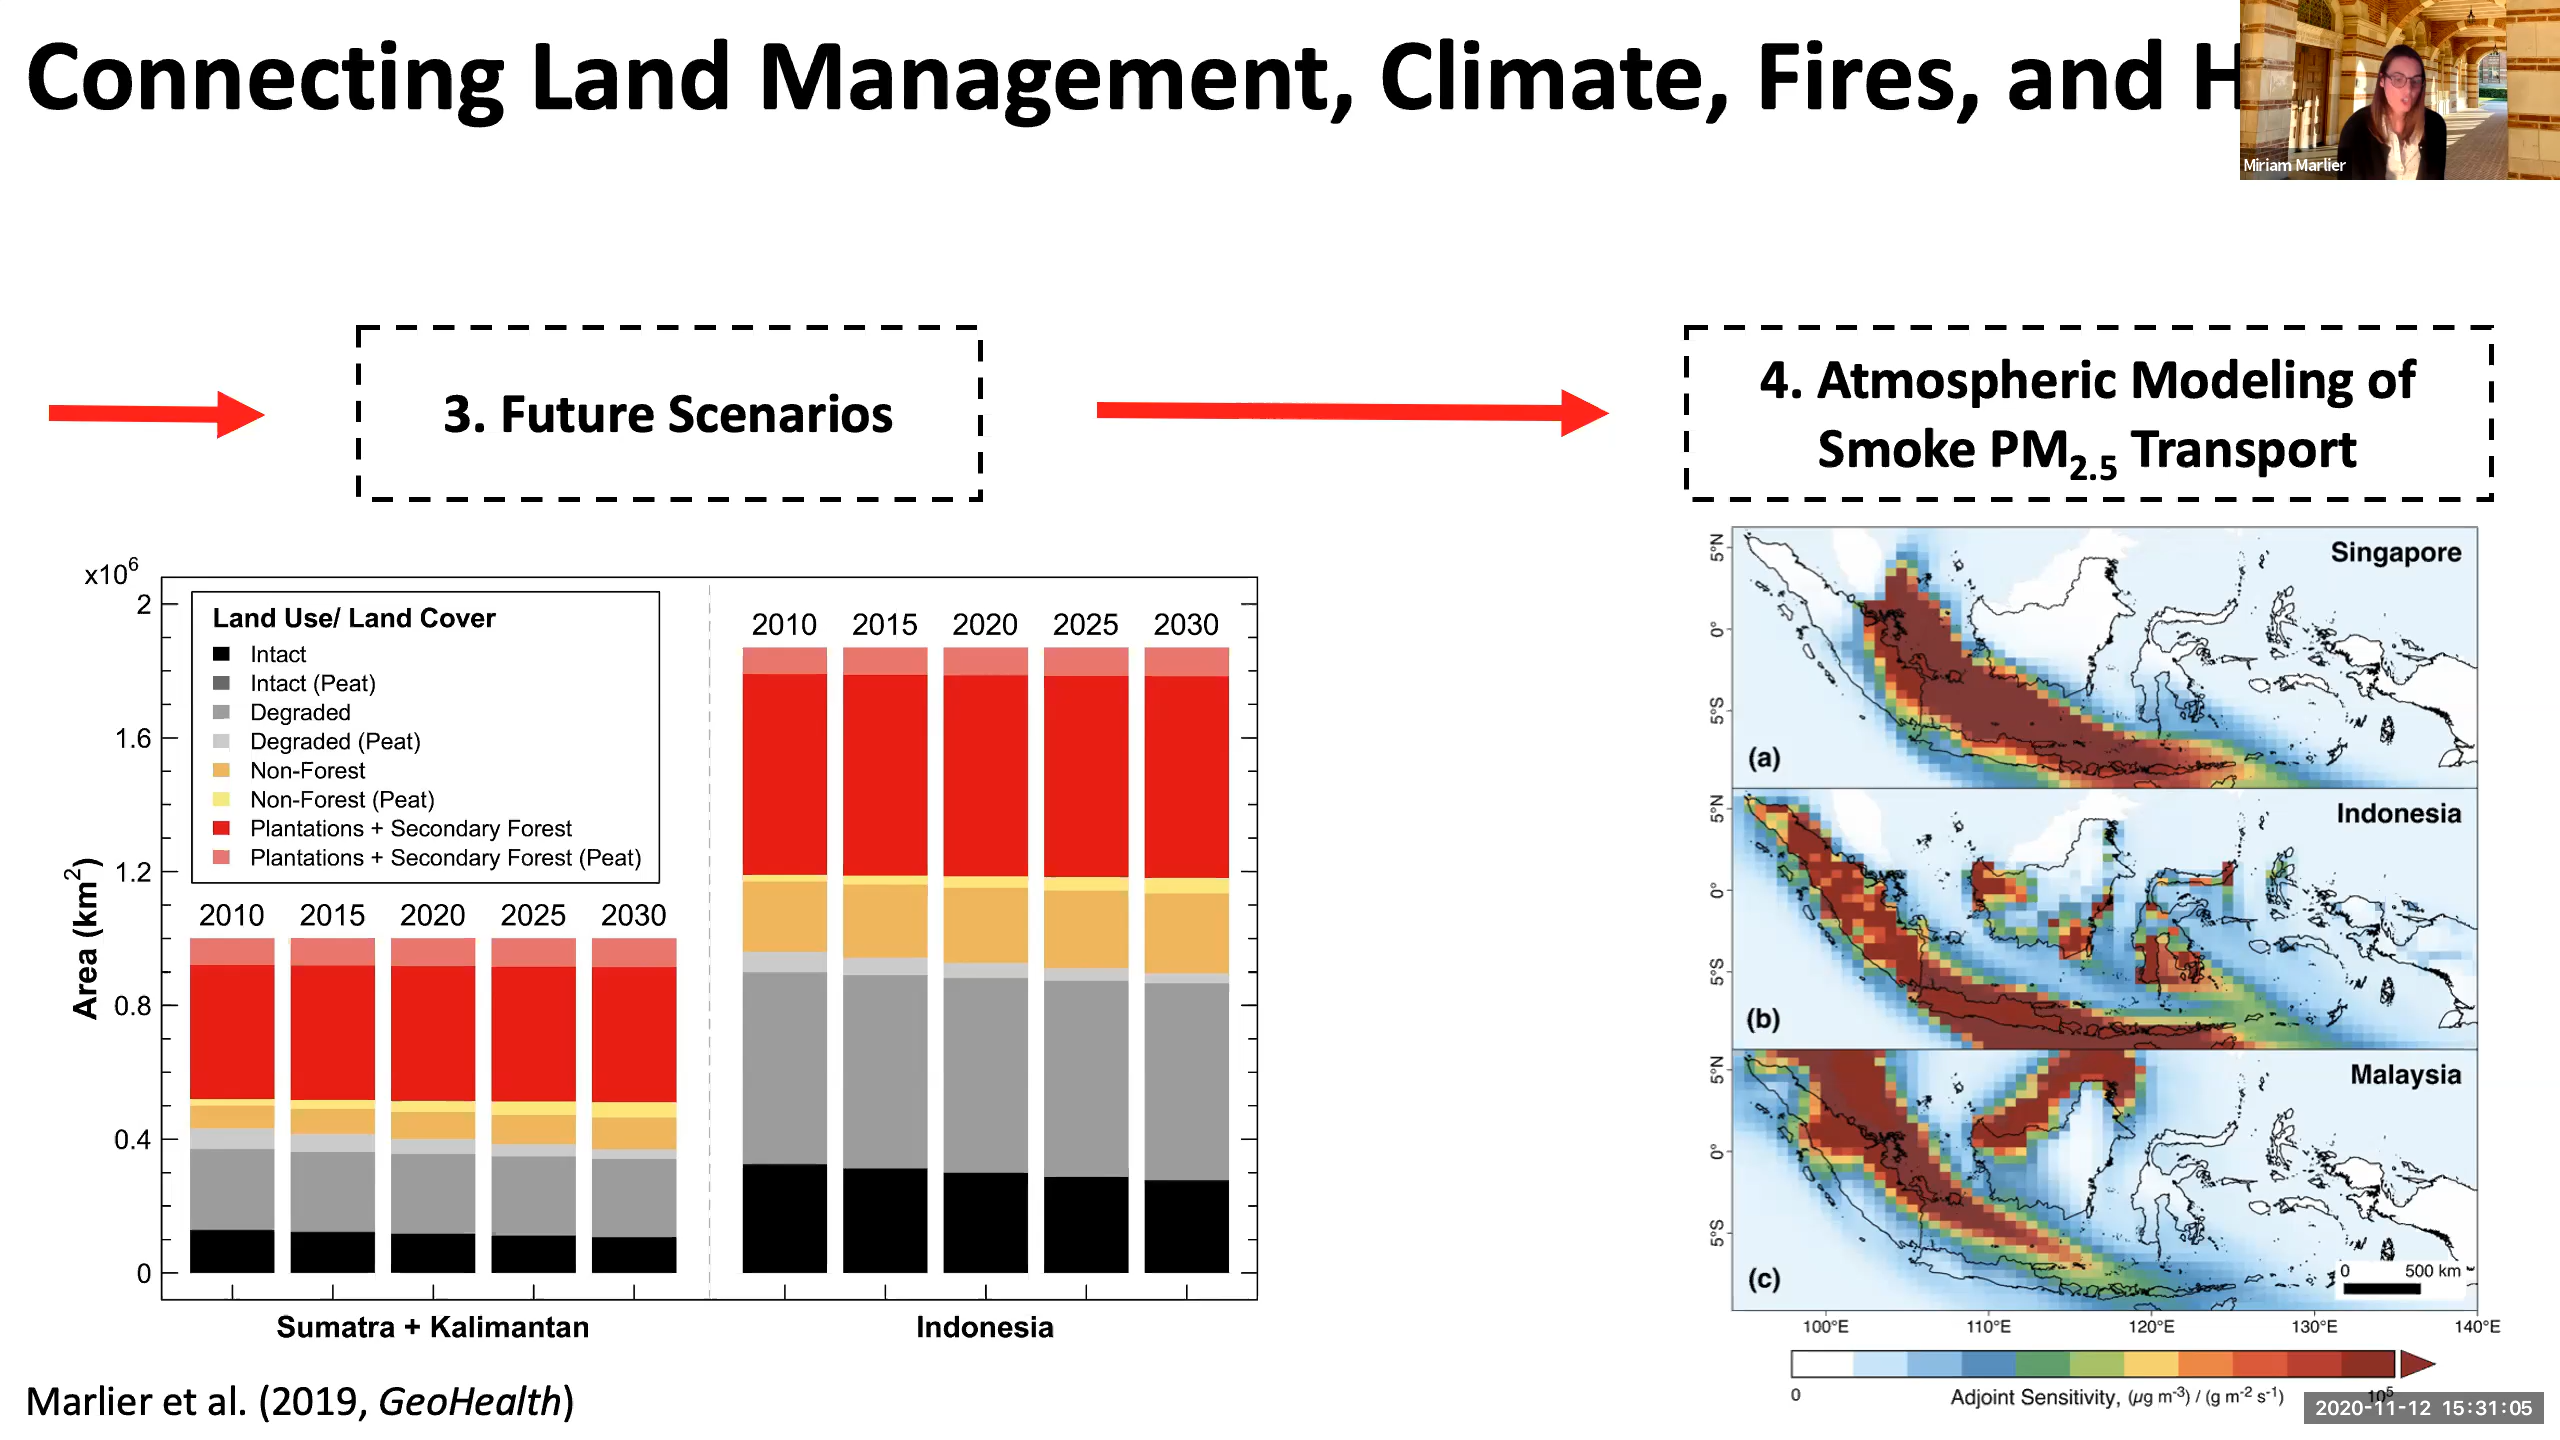 Connecting Land Management, Climate, Fires, and H
Miriam Marlier
3. Future Scenarios
4. Atmospheric Modeling of
Smoke PM2.5 Transport
x10^6
2
1.6
1.2
0.8
0.4
0
Area (km²)
Land Use/ Land Cover
Intact
Intact (Peat)
Degraded
Degraded (Peat)
Non-Forest
Non-Forest (Peat)
Plantations + Secondary Forest
Plantations + Secondary Forest (Peat)
2010 2015 2020 2025 2030
2010 2015 2020 2025 2030
Sumatra + Kalimantan
Indonesia
Singapore
5°N
0°
5°S
(a)
Indonesia
5°N
0°
5°S
(b)
Malaysia
5°N
0°
5°S
(c)
0 500 km
100°E 110°E 120°E 130°E 140°E
0 Adjoint Sensitivity, (μg m⁻³) / (g m⁻² s⁻¹) 10⁵
Marlier et al. (2019, GeoHealth)
2020-11-12 15:31:05